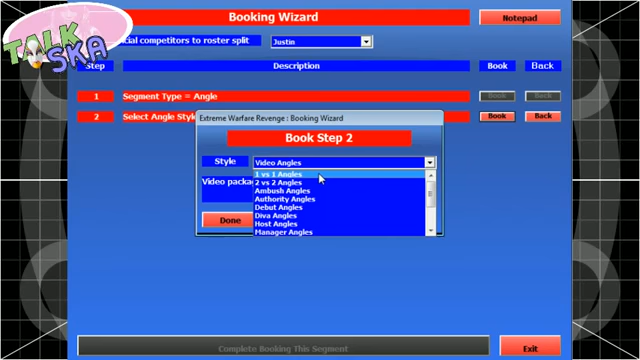 Booking Wizard
Notepad
TALK
SKA
cial competitors to roster split
Justin
Step
Description
Book
Back
1
Segment Type = Angle
Book
Back
2
Select Angle Style
Book
Back
Extreme Warfare Revenge : Booking Wizard
Book Step 2
Style
Video Angles
Video packag
1 vs 1 Angles
2 vs 2 Angles
Ambush Angles
Authority Angles
Debut Angles
Diva Angles
Host Angles
Manager Angles
Done
Complete Booking This Segment
Exit